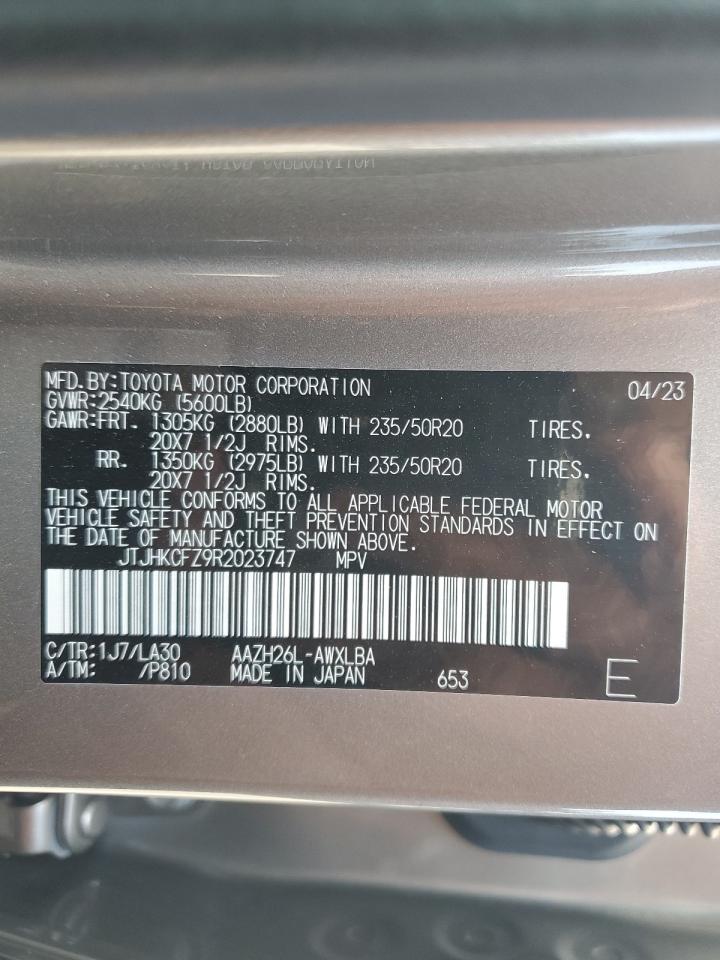 MFD.BY:TOYOTA MOTOR CORPORATION 04/23
GVWR:2540KG (5600LB)
GAWR:FRT. 1305KG (2880LB) WITH 235/50R20 TIRES.
20X7 1/2J RIMS.
RR. 1350KG (2975LB) WITH 235/50R20 TIRES.
20X7 1/2J RIMS.
THIS VEHICLE CONFORMS TO ALL APPLICABLE FEDERAL MOTOR
VEHICLE SAFETY AND THEFT PREVENTION STANDARDS IN EFFECT ON
THE DATE OF MANUFACTURE SHOWN ABOVE.
JTJHKCFZ9R2023747 MPV
C/TR:1J7/LA30 AAZH26L-AWXLBA
A/TM: /P810 MADE IN JAPAN 653 E